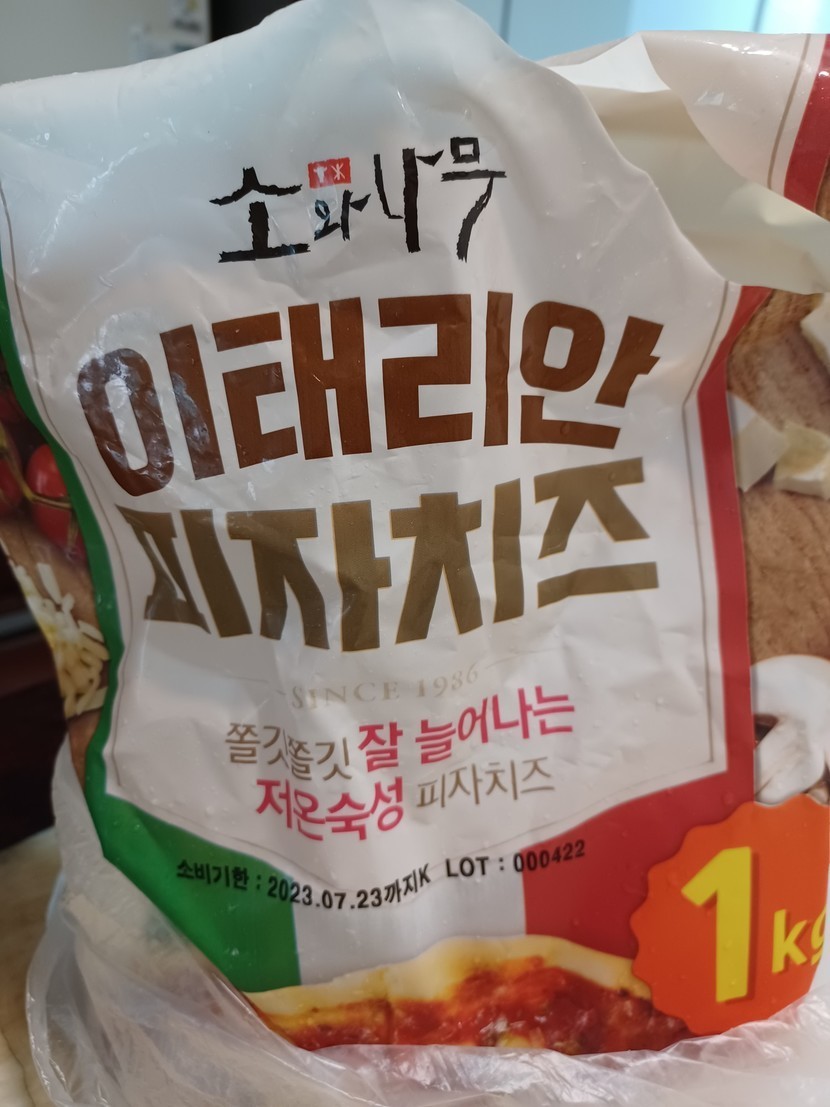 소와나무
이태리안
피자치즈
SINCE 1936
쫄깃쫄깃 잘 늘어나는
저온숙성 피자치즈
소비기한 : 2023.07.23까지K LOT : 000422
1kg